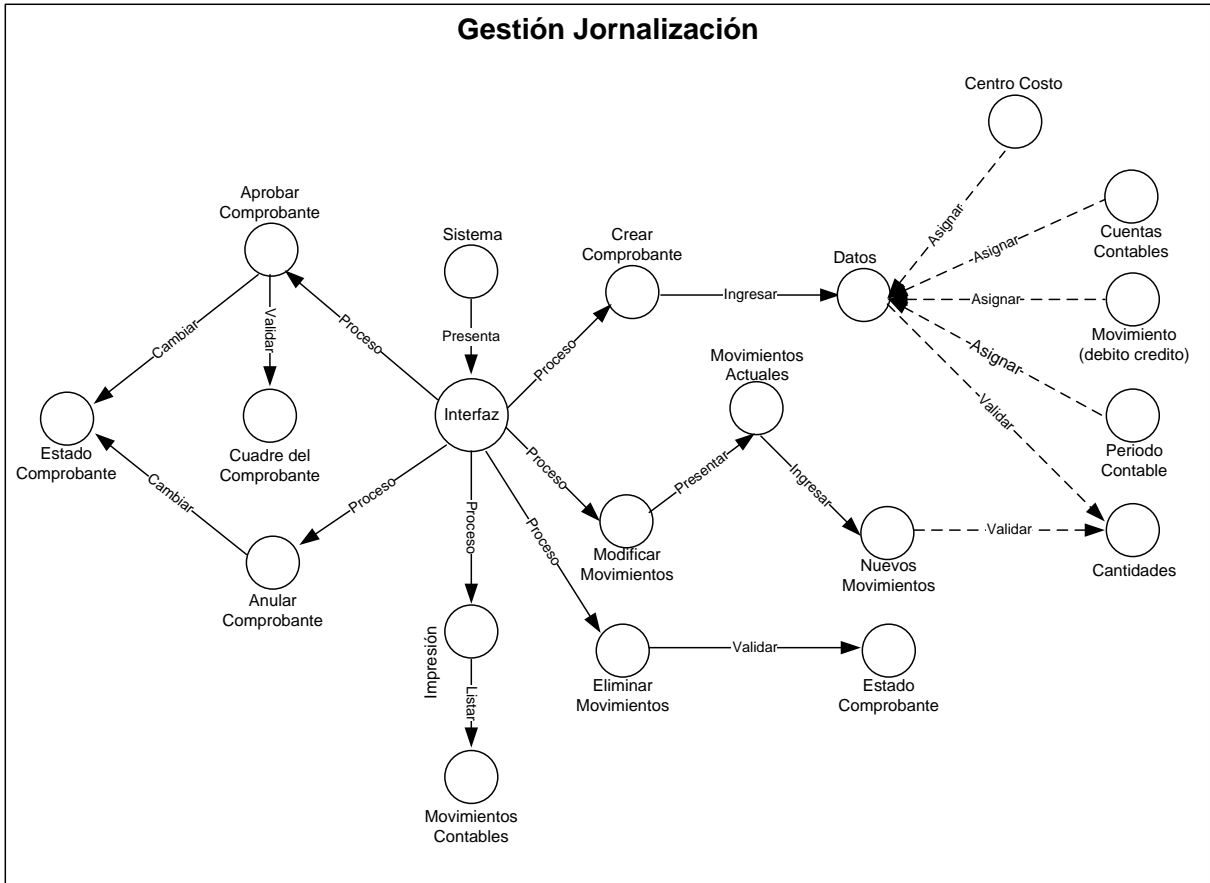 Gestión Jornalización
Centro Costo
Aprobar
Comprobante
Sistema
Crear
Comprobante
Datos
Cuentas
Contables
Asignar
Asignar
Asignar
Asignar
Movimiento
(debito credito)
Ingresar
Presenta
Cambiar
Validar
Proceso
Proceso
Movimientos
Actuales
Validar
Interfaz
Estado
Comprobante
Cuadre del
Comprobante
Periodo
Contable
Cambiar
Proceso
Proceso
Proceso
Proceso
Presentar
Ingresar
Modificar
Movimientos
Nuevos
Movimientos
Validar
Cantidades
Anular
Comprobante
Impresión
Listar
Eliminar
Movimientos
Validar
Estado
Comprobante
Movimientos
Contables